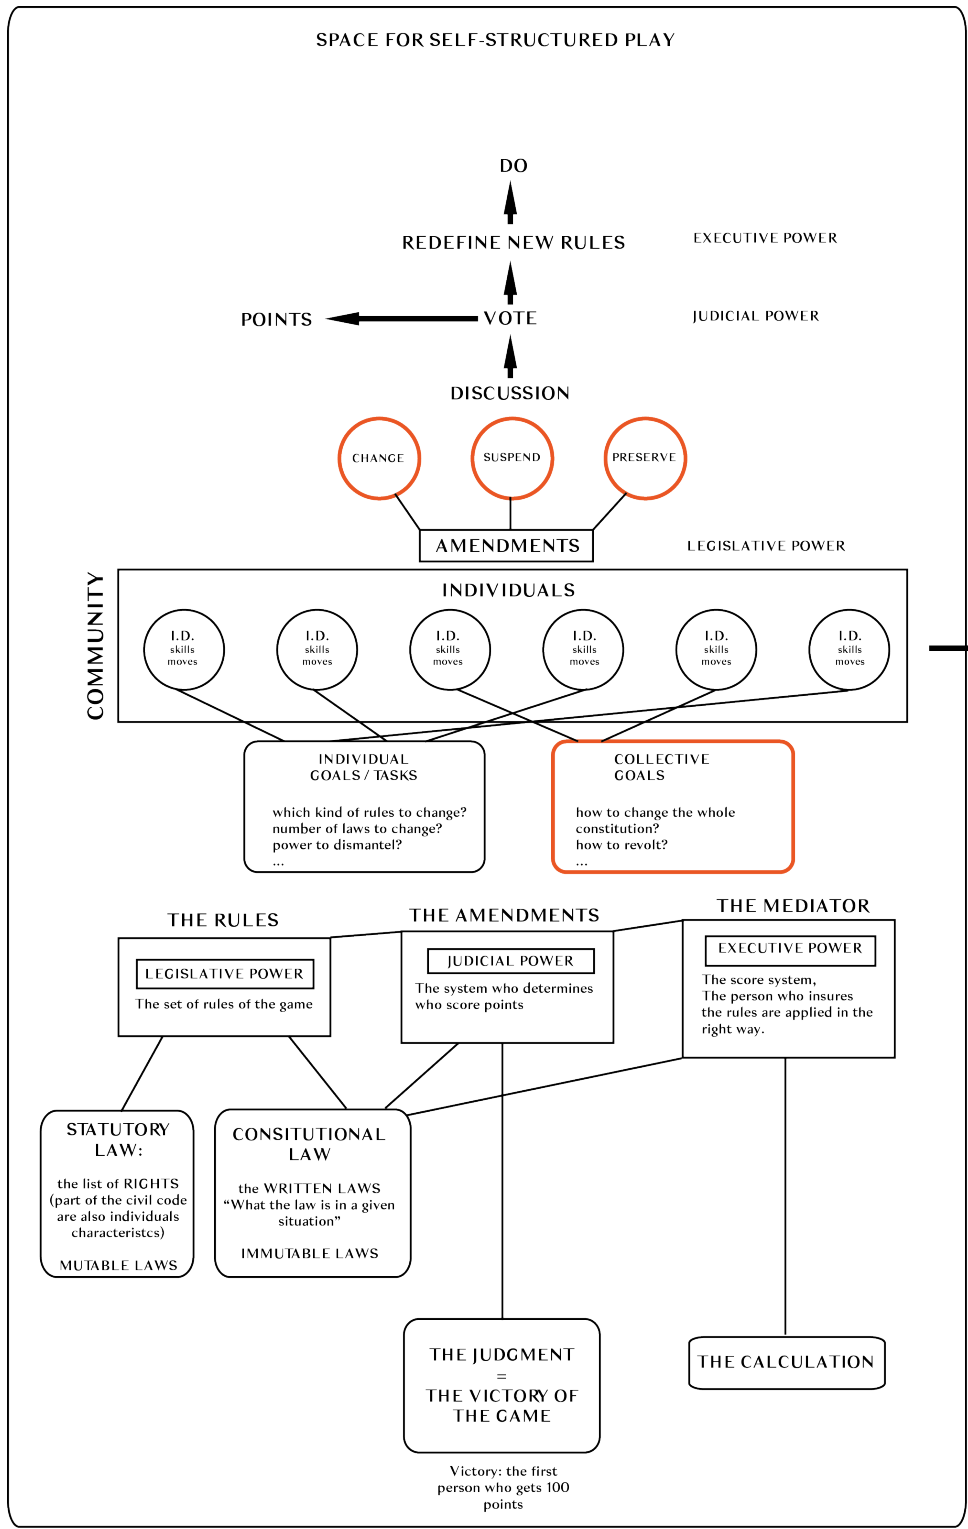 SPACE FOR SELF-STRUCTURED PLAY
DO
REDEFINE NEW RULES
EXECUTIVE POWER
POINTS
VOTE
JUDICIAL POWER
DISCUSSION
CHANGE
SUSPEND
PRESERVE
AMENDMENTS
LEGISLATIVE POWER
COMMUNITY
INDIVIDUALS
I.D.
skills
moves
I.D.
skills
moves
I.D.
skills
moves
I.D.
skills
moves
I.D.
skills
moves
I.D.
skills
moves
INDIVIDUAL
GOALS / TASKS
which kind of rules to change?
number of laws to change?
power to dismantel?
...
COLLECTIVE
GOALS
how to change the whole
constitution?
how to revolt?
...
THE RULES
LEGISLATIVE POWER
The set of rules of the game
THE AMENDMENTS
JUDICIAL POWER
The system who determines
who score points
THE MEDIATOR
EXECUTIVE POWER
The score system,
The person who insures
the rules are applied in the
right way.
STATUTORY
LAW:
the list of RIGHTS
(part of the civil code
are also individuals
characteristcs)
MUTABLE LAWS
CONSITUTIONAL
LAW
the WRITTEN LAWS
“What the law is in a given
situation”
IMMUTABLE LAWS
THE JUDGMENT
=
THE VICTORY OF
THE GAME
Victory: the first
person who gets 100
points
THE CALCULATION